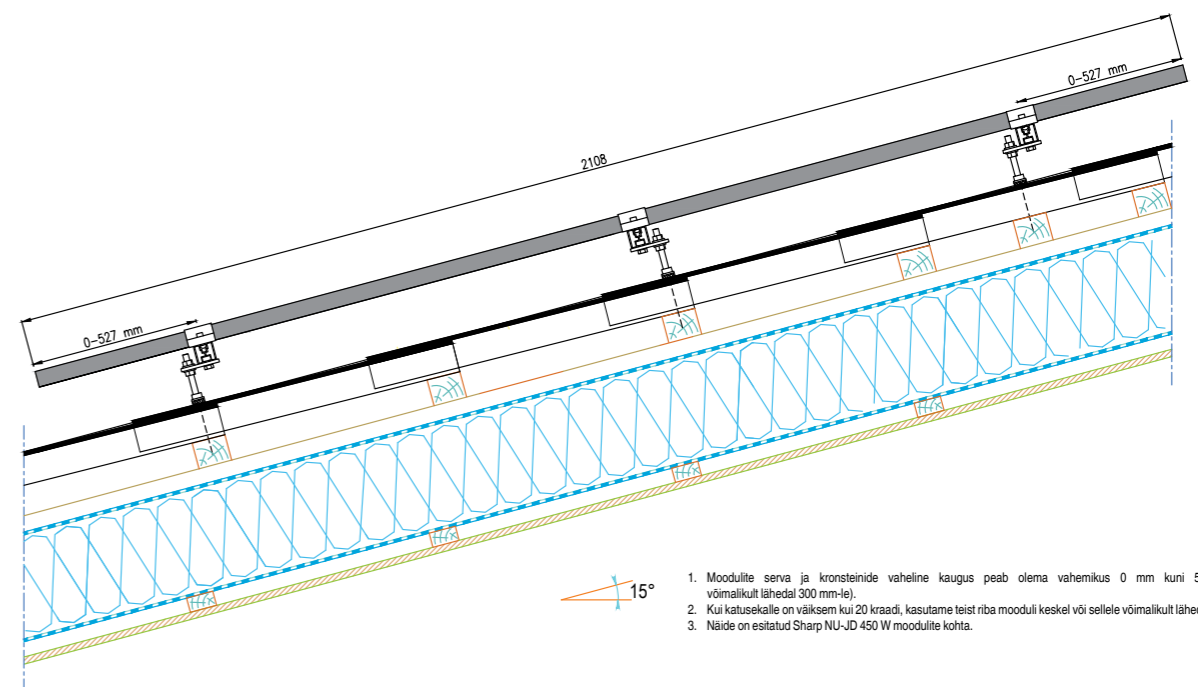 0-527 mm
2108
0-527 mm
15°
1. Moodulite serva ja kronsteinide vaheline kaugus peab olema vahemikus 0 mm kuni 5
võimalikult lähedal 300 mm-le).
2. Kui katusekalle on väiksem kui 20 kraadi, kasutame teist riba mooduli keskel või sellele võimalikult lähe
3. Näide on esitatud Sharp NU-JD 450 W moodulite kohta.